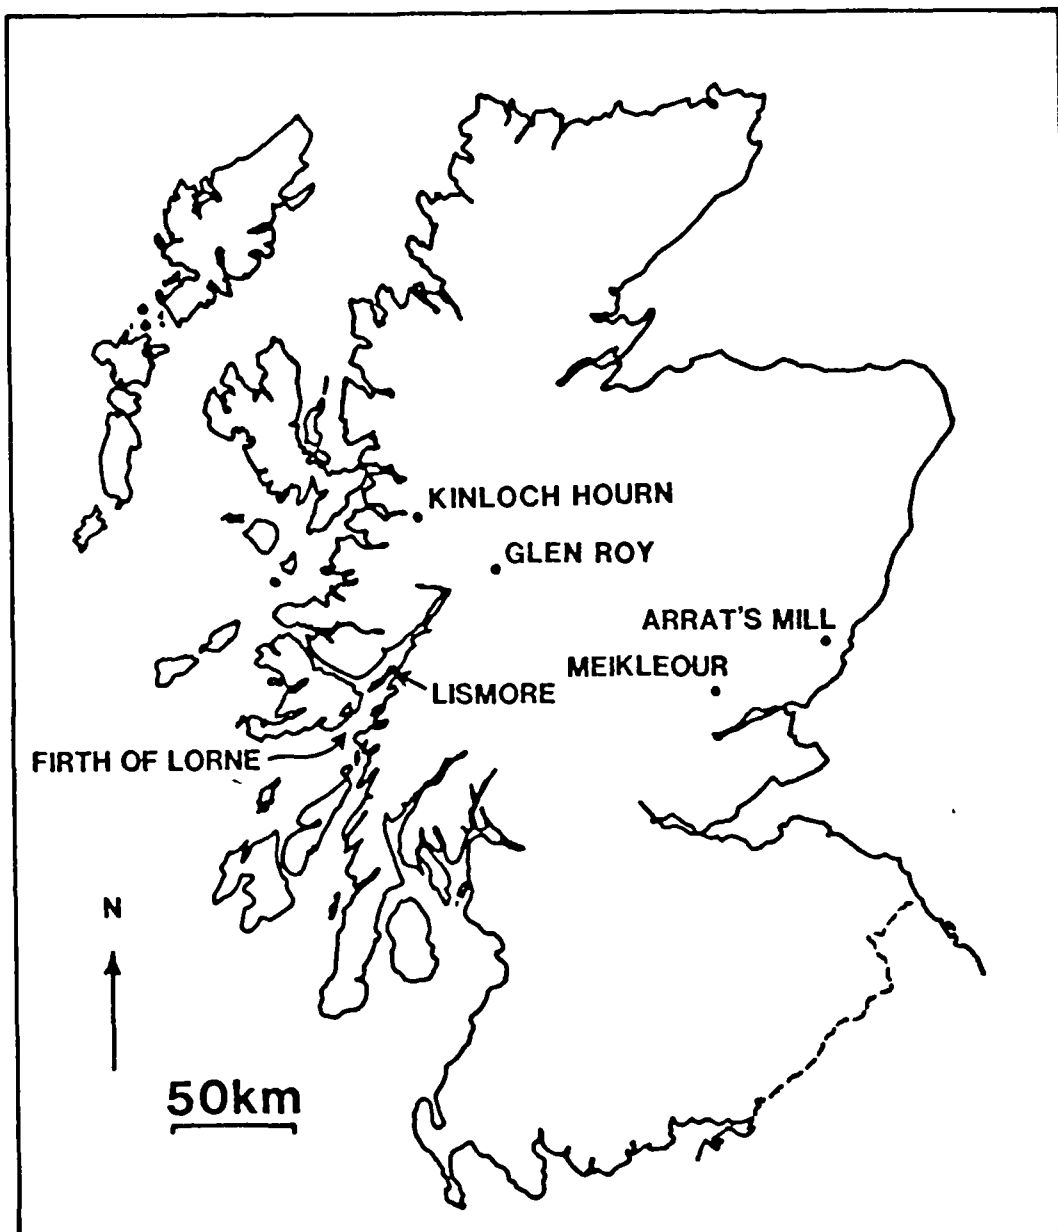 KINLOCH HOURN
GLEN ROY
ARRAT'S MILL
MEIKLEOUR
LISMORE
FIRTH OF LORNE
N
50km